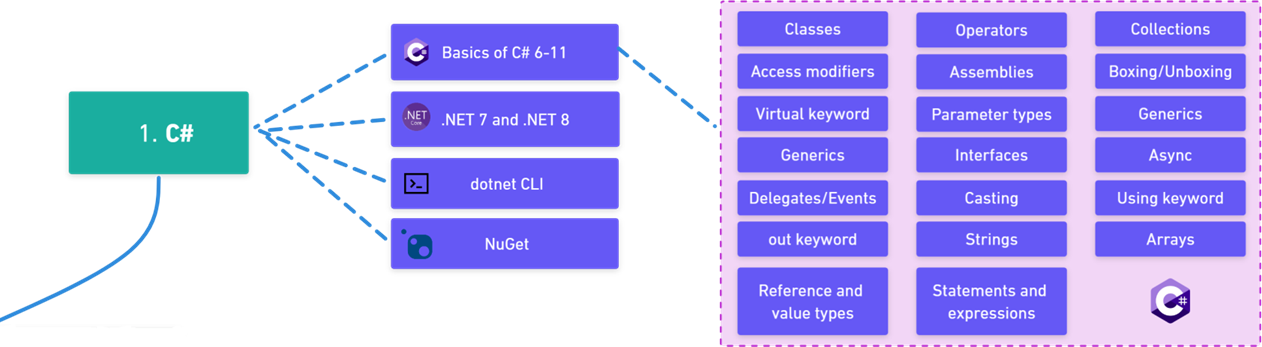 1. C#
Basics of C# 6-11
.NET 7 and .NET 8
dotnet CLI
NuGet
Classes
Operators
Collections
Access modifiers
Assemblies
Boxing/Unboxing
Virtual keyword
Parameter types
Generics
Generics
Interfaces
Async
Delegates/Events
Casting
Using keyword
out keyword
Strings
Arrays
Reference and
value types
Statements and
expressions
C#
.NET
Core